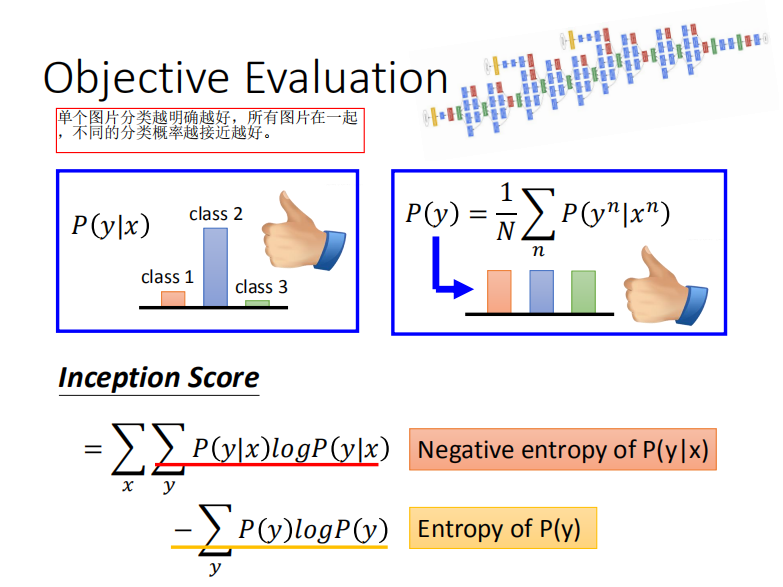 Objective Evaluation
单个图片分类越明确越好，所有图片在一起
，不同的分类概率越接近越好。
P(y|x)
class 2
class 1
class 3
P(y) = 1/N ∑n P(yⁿ|xⁿ)
Inception Score
= ∑x ∑y P(y|x)logP(y|x)
Negative entropy of P(y|x)
− ∑y P(y)logP(y)
Entropy of P(y)